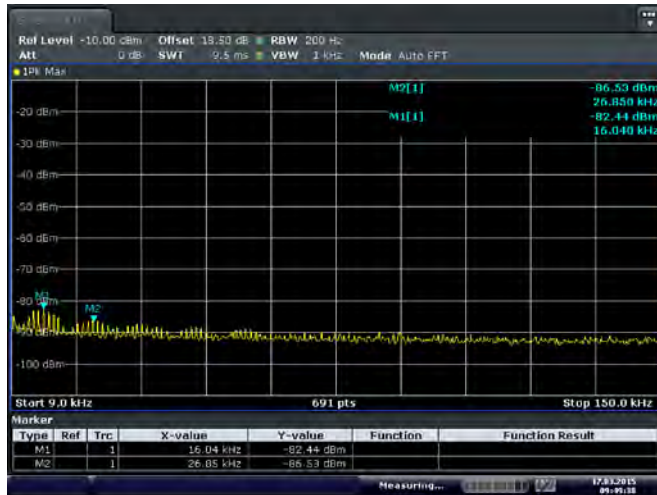 Ref Level -10.00 dBm Offset 18.50 dB RBW 200 Hz
Att 0 dB SWT 9.5 ms VBW 1 kHz Mode Auto FFT
1Pk Max
M2[1] -86.53 dBm
26.850 kHz
-20 dBm
M1[1] -82.44 dBm
16.040 kHz
-30 dBm
-40 dBm
-50 dBm
-60 dBm
-70 dBm
M1
-80 dBm
M2
-90 dBm
-100 dBm
Start 9.0 kHz 691 pts Stop 150.0 kHz
Marker
Type Ref Trc X-value Y-value Function Function Result
M1 1 16.04 kHz -82.44 dBm
M2 1 26.85 kHz -86.53 dBm
Measuring... 17.03.2015